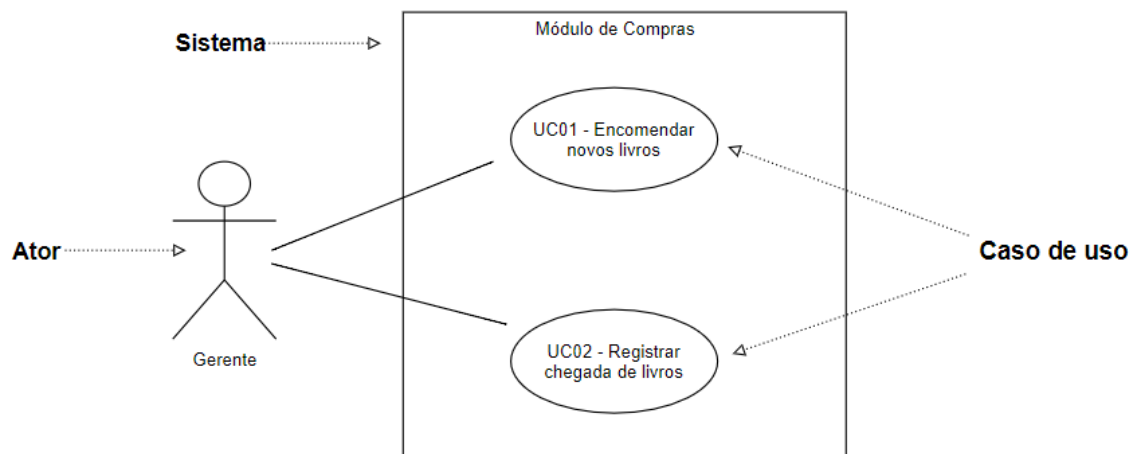 Módulo de Compras
Sistema
UC01 - Encomendar
novos livros
Ator
Caso de uso
UC02 - Registrar
chegada de livros
Gerente